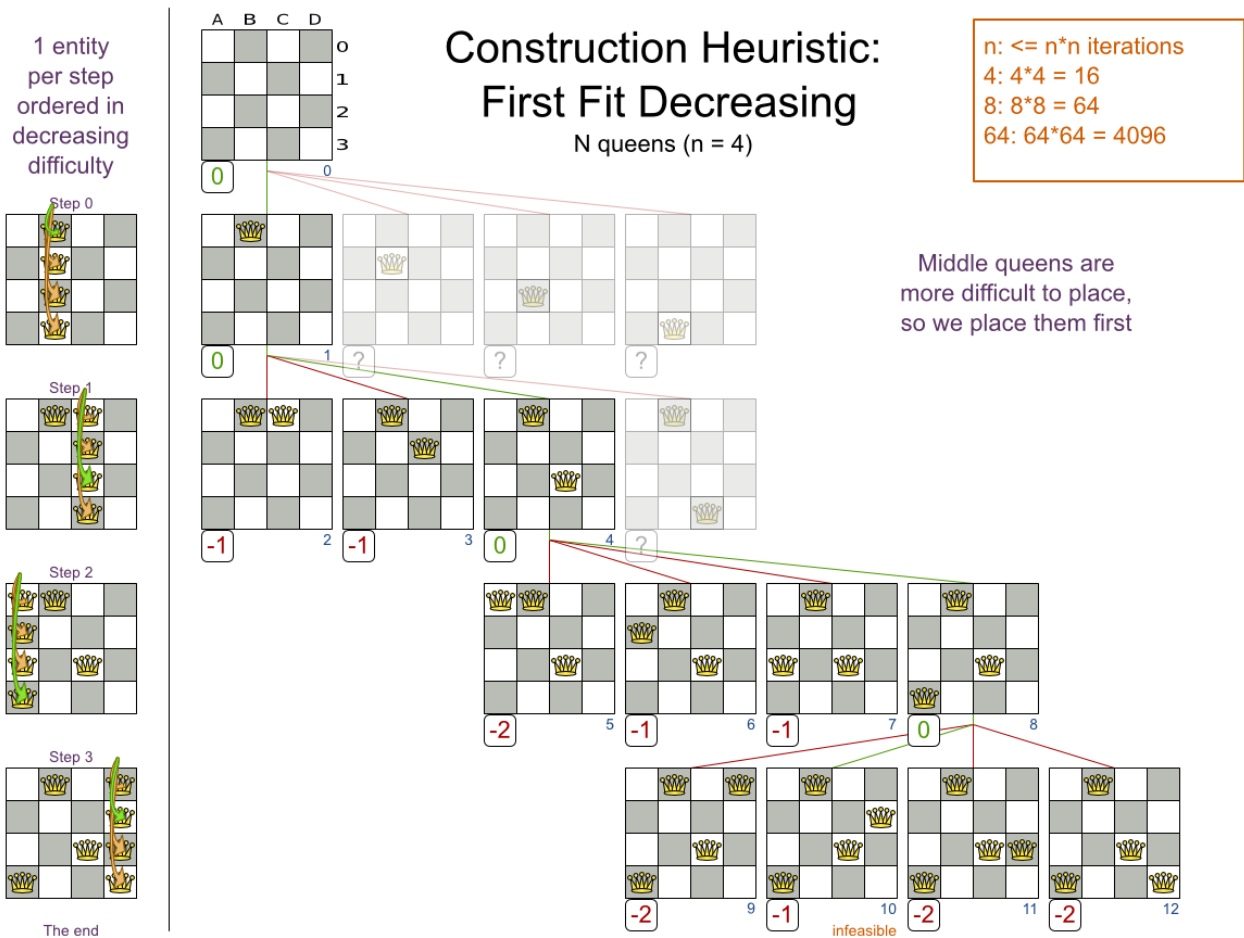 1 entity
per step
ordered in
decreasing
difficulty
A B C D
0
1
2
3
Construction Heuristic:
First Fit Decreasing
N queens (n = 4)
n: <= n*n iterations
4: 4*4 = 16
8: 8*8 = 64
64: 64*64 = 4096
0 0
Step 0
0 1 ? ? ?
Middle queens are
more difficult to place,
so we place them first
Step 1
-1 2 -1 3 0 4 ?
Step 2
-2 5 -1 6 -1 7 0 8
Step 3
-2 9 -1 10 -2 11 -2 12
The end
infeasible